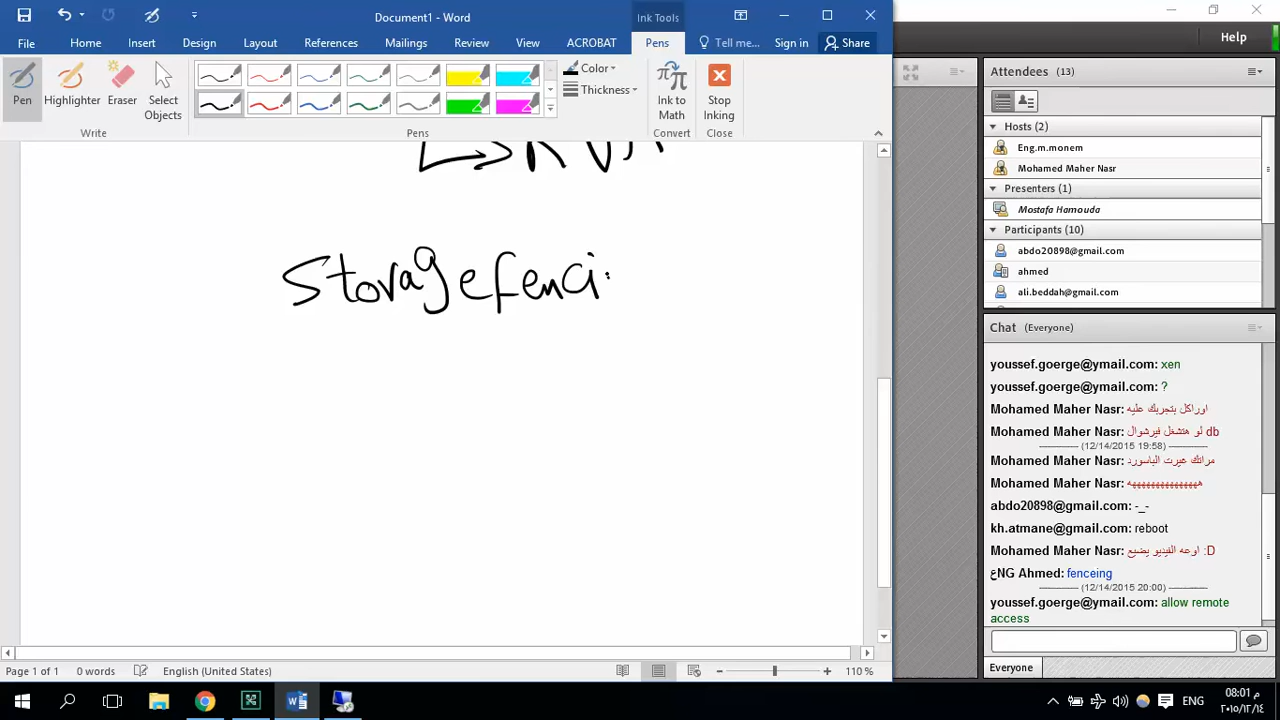 Document1 - Word
Ink Tools
File
Home
Insert
Design
Layout
References
Mailings
Review
View
ACROBAT
Pens
Tell me...
Sign in
Share
Help
Pen
Highlighter
Eraser
Select Objects
Color
Thickness
Ink to Math
Stop Inking
Write
Pens
Convert
Close
Storage fenci
Attendees (13)
Hosts (2)
Eng.m.monem
Mohamed Maher Nasr
Presenters (1)
Mostafa Hamouda
Participants (10)
abdo20898@gmail.com
ahmed
ali.beddah@gmail.com
Chat (Everyone)
youssef.goerge@ymail.com: xen
youssef.goerge@ymail.com: ?
Mohamed Maher Nasr: اوراكل بتجربك عليه
Mohamed Maher Nasr: لو هتشغل فيرشوال db
(12/14/2015 19:58)
Mohamed Maher Nasr: مراتك غيرت الباسورد
Mohamed Maher Nasr:
abdo20898@gmail.com: -_-
kh.atmane@gmail.com: reboot
Mohamed Maher Nasr: اوعه الفيديو يضيع :D
عNG Ahmed: fenceing
(12/14/2015 20:00)
youssef.goerge@ymail.com: allow remote
access
Everyone
Page 1 of 1
0 words
English (United States)
110 %
ENG
08:01 م
٢٠١٥/١٢/١٤